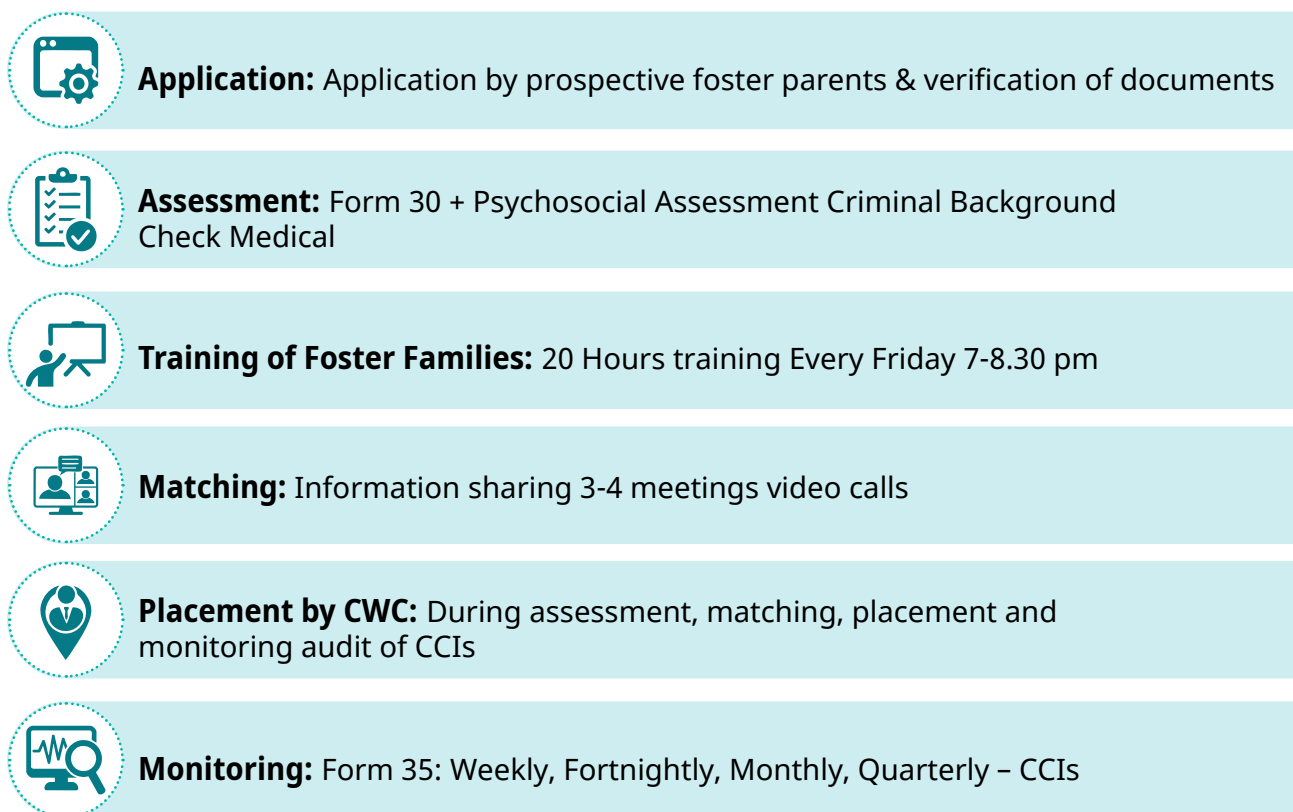 Application: Application by prospective foster parents & verification of documents
Assessment: Form 30 + Psychosocial Assessment Criminal Background
Check Medical
Training of Foster Families: 20 Hours training Every Friday 7-8.30 pm
Matching: Information sharing 3-4 meetings video calls
Placement by CWC: During assessment, matching, placement and
monitoring audit of CCIs
Monitoring: Form 35: Weekly, Fortnightly, Monthly, Quarterly – CCIs